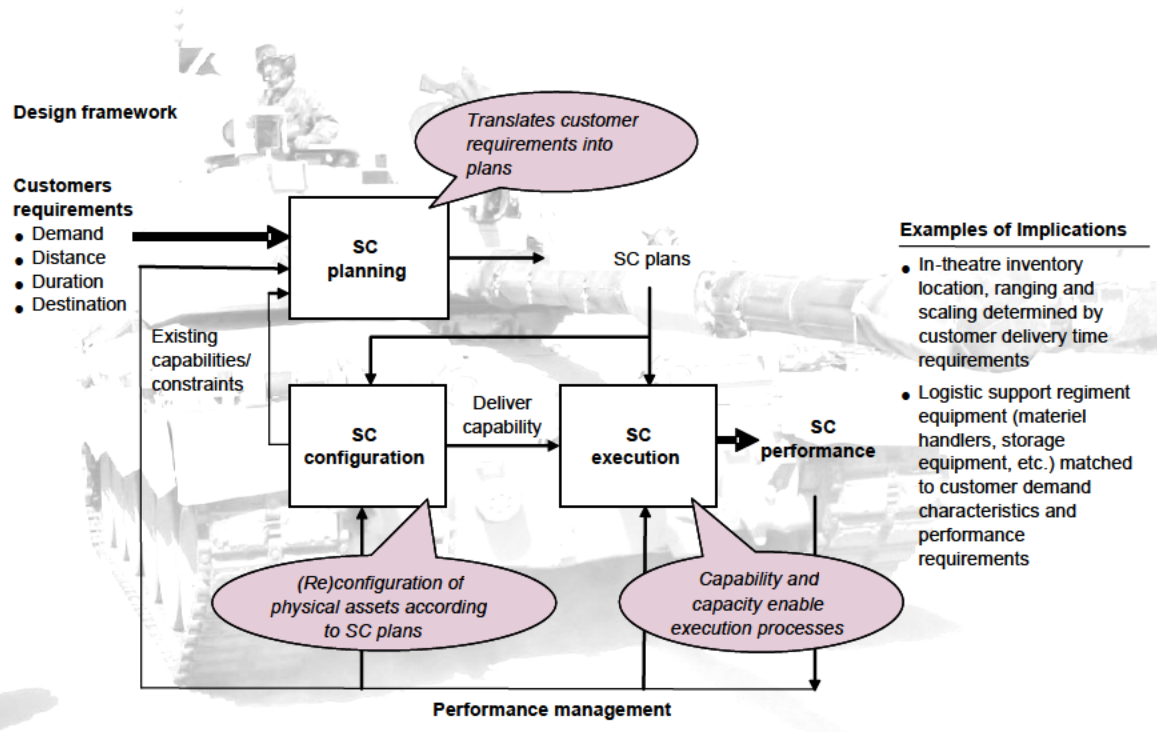 Design framework
Translates customer
requirements into
plans
Customers
requirements
● Demand
● Distance
● Duration
● Destination
SC
planning
SC plans
Existing
capabilities/
constraints
SC
configuration
Deliver
capability
SC
execution
SC
performance
(Re)configuration of
physical assets according
to SC plans
Capability and
capacity enable
execution processes
Performance management
Examples of Implications
● In-theatre inventory
location, ranging and
scaling determined by
customer delivery time
requirements
● Logistic support regiment
equipment (materiel
handlers, storage
equipment, etc.) matched
to customer demand
characteristics and
performance
requirements